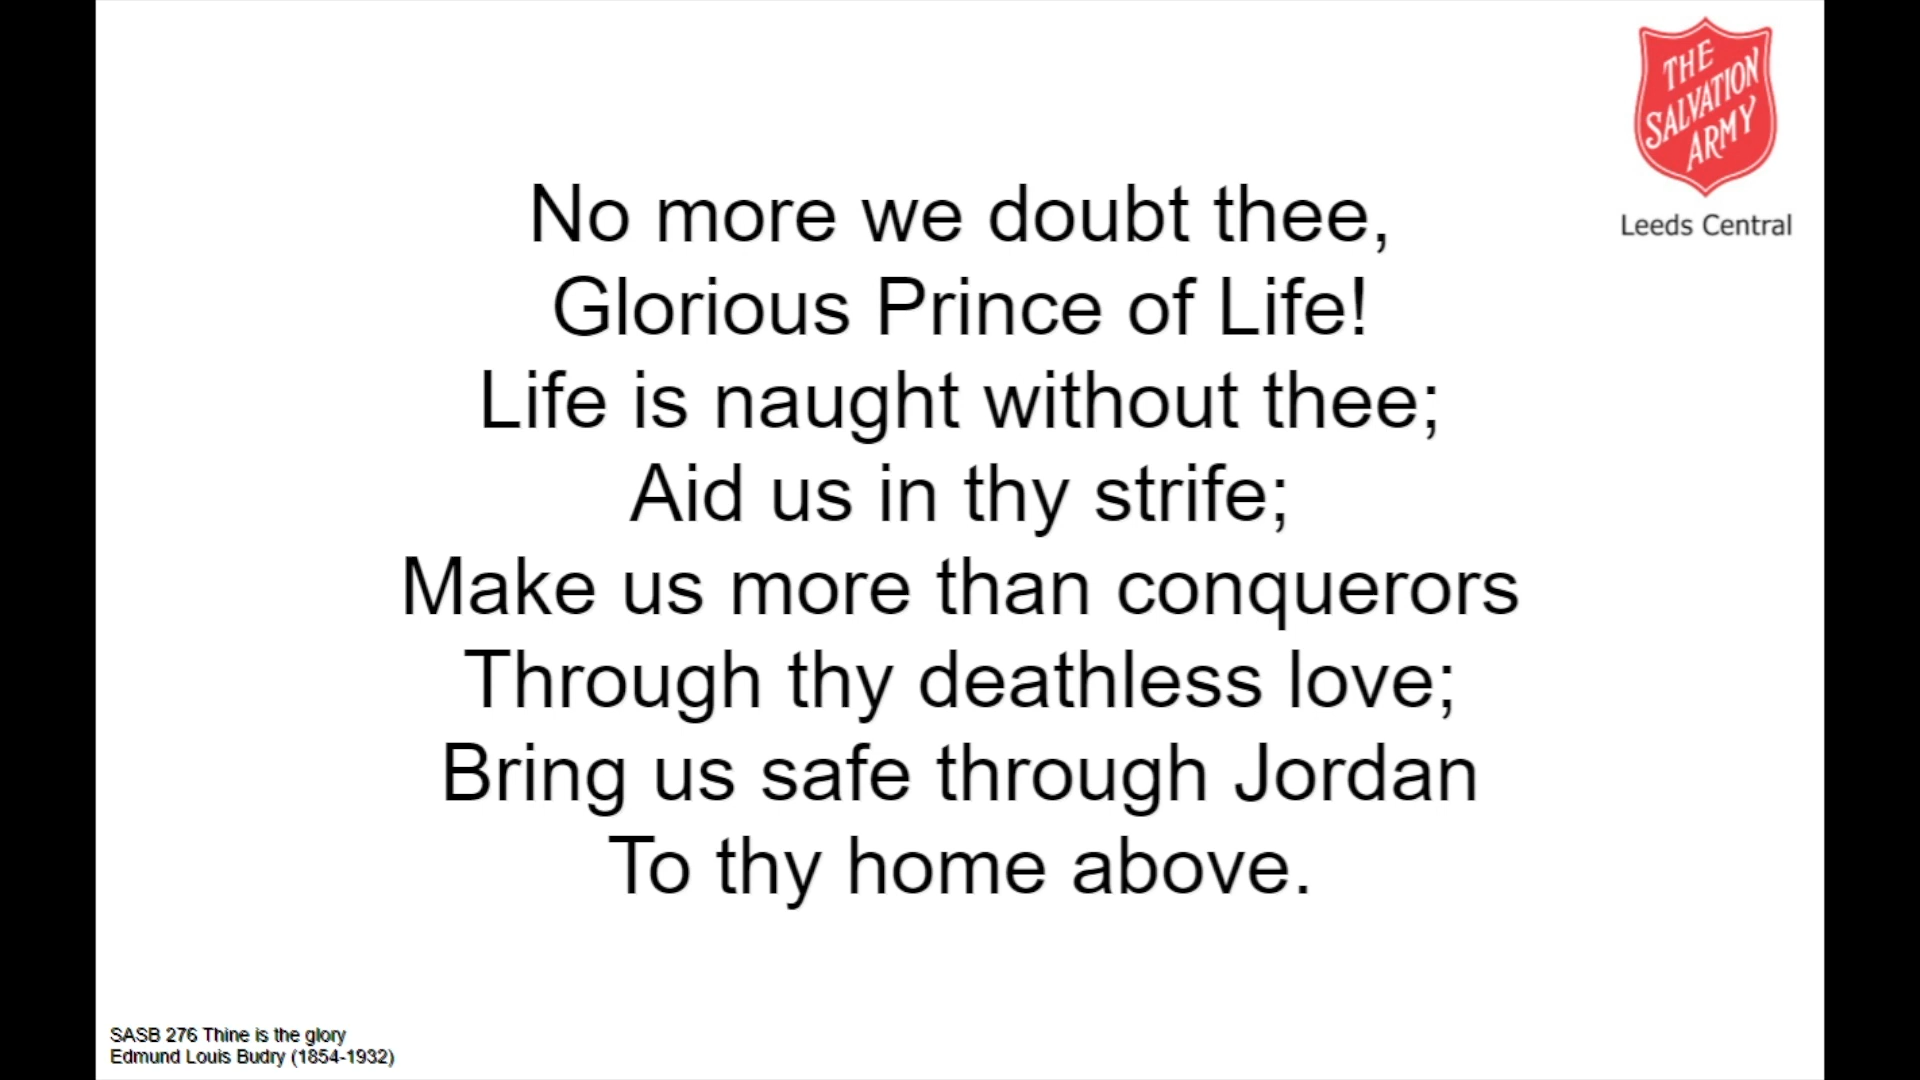 THE
SALVATION
ARMY
Leeds Central
No more we doubt thee,
Glorious Prince of Life!
Life is naught without thee;
Aid us in thy strife;
Make us more than conquerors
Through thy deathless love;
Bring us safe through Jordan
To thy home above.
SASB 276 Thine is the glory
Edmund Louis Budry (1854-1932)